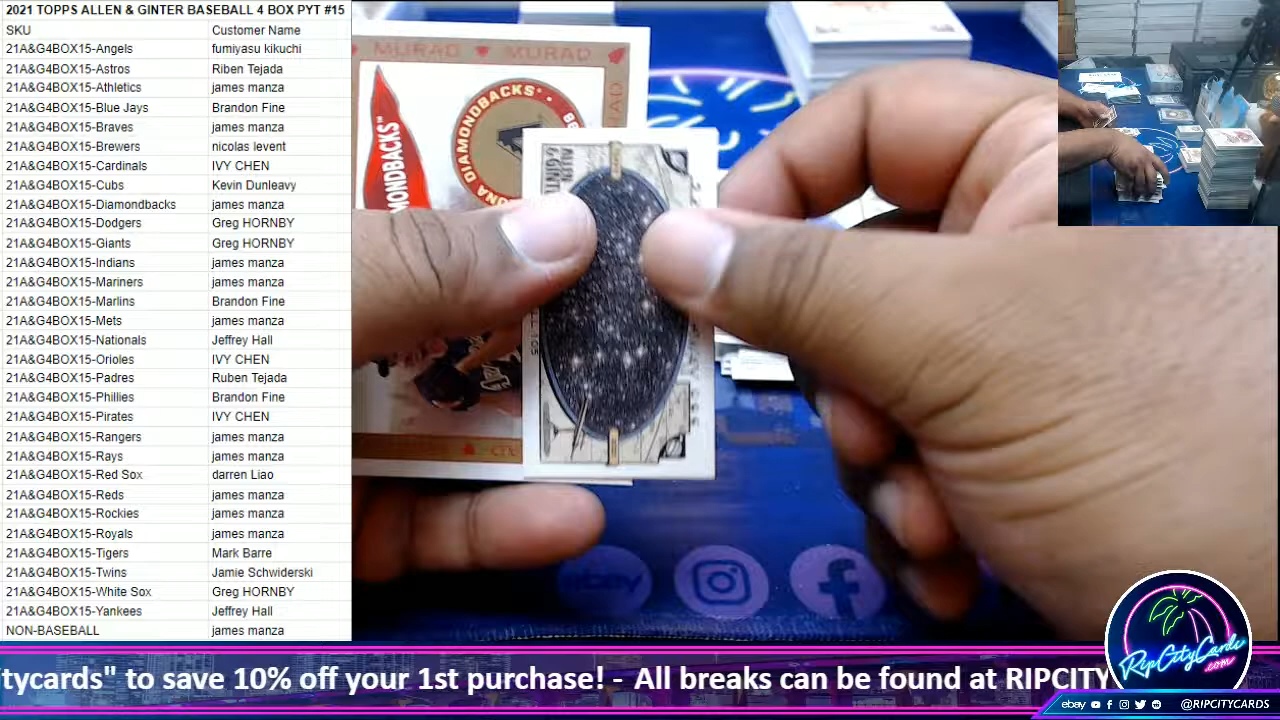 2021 TOPPS ALLEN & GINTER BASEBALL 4 BOX PYT #15
SKU Customer Name
21A&G4BOX15-Angels fumiyasu kikuchi
21A&G4BOX15-Astros Riben Tejada
21A&G4BOX15-Athletics james manza
21A&G4BOX15-Blue Jays Brandon Fine
21A&G4BOX15-Braves james manza
21A&G4BOX15-Brewers nicolas levent
21A&G4BOX15-Cardinals IVY CHEN
21A&G4BOX15-Cubs Kevin Dunleavy
21A&G4BOX15-Diamondbacks james manza
21A&G4BOX15-Dodgers Greg HORNBY
21A&G4BOX15-Giants Greg HORNBY
21A&G4BOX15-Indians james manza
21A&G4BOX15-Mariners james manza
21A&G4BOX15-Marlins Brandon Fine
21A&G4BOX15-Mets james manza
21A&G4BOX15-Nationals Jeffrey Hall
21A&G4BOX15-Orioles IVY CHEN
21A&G4BOX15-Padres Ruben Tejada
21A&G4BOX15-Phillies Brandon Fine
21A&G4BOX15-Pirates IVY CHEN
21A&G4BOX15-Rangers james manza
21A&G4BOX15-Rays james manza
21A&G4BOX15-Red Sox darren Liao
21A&G4BOX15-Reds james manza
21A&G4BOX15-Rockies james manza
21A&G4BOX15-Royals james manza
21A&G4BOX15-Tigers Mark Barre
21A&G4BOX15-Twins Jamie Schwiderski
21A&G4BOX15-White Sox Greg HORNBY
21A&G4BOX15-Yankees Jeffrey Hall
NON-BASEBALL james manza
MURAD MURAD
DIAMONDBACKS
MONDBACKS
ALLEN
& GINT
ebay
RipCityCards
.com
tycards" to save 10% off your 1st purchase! - All breaks can be found at RIPCITY
ebay @RIPCITYCARDS